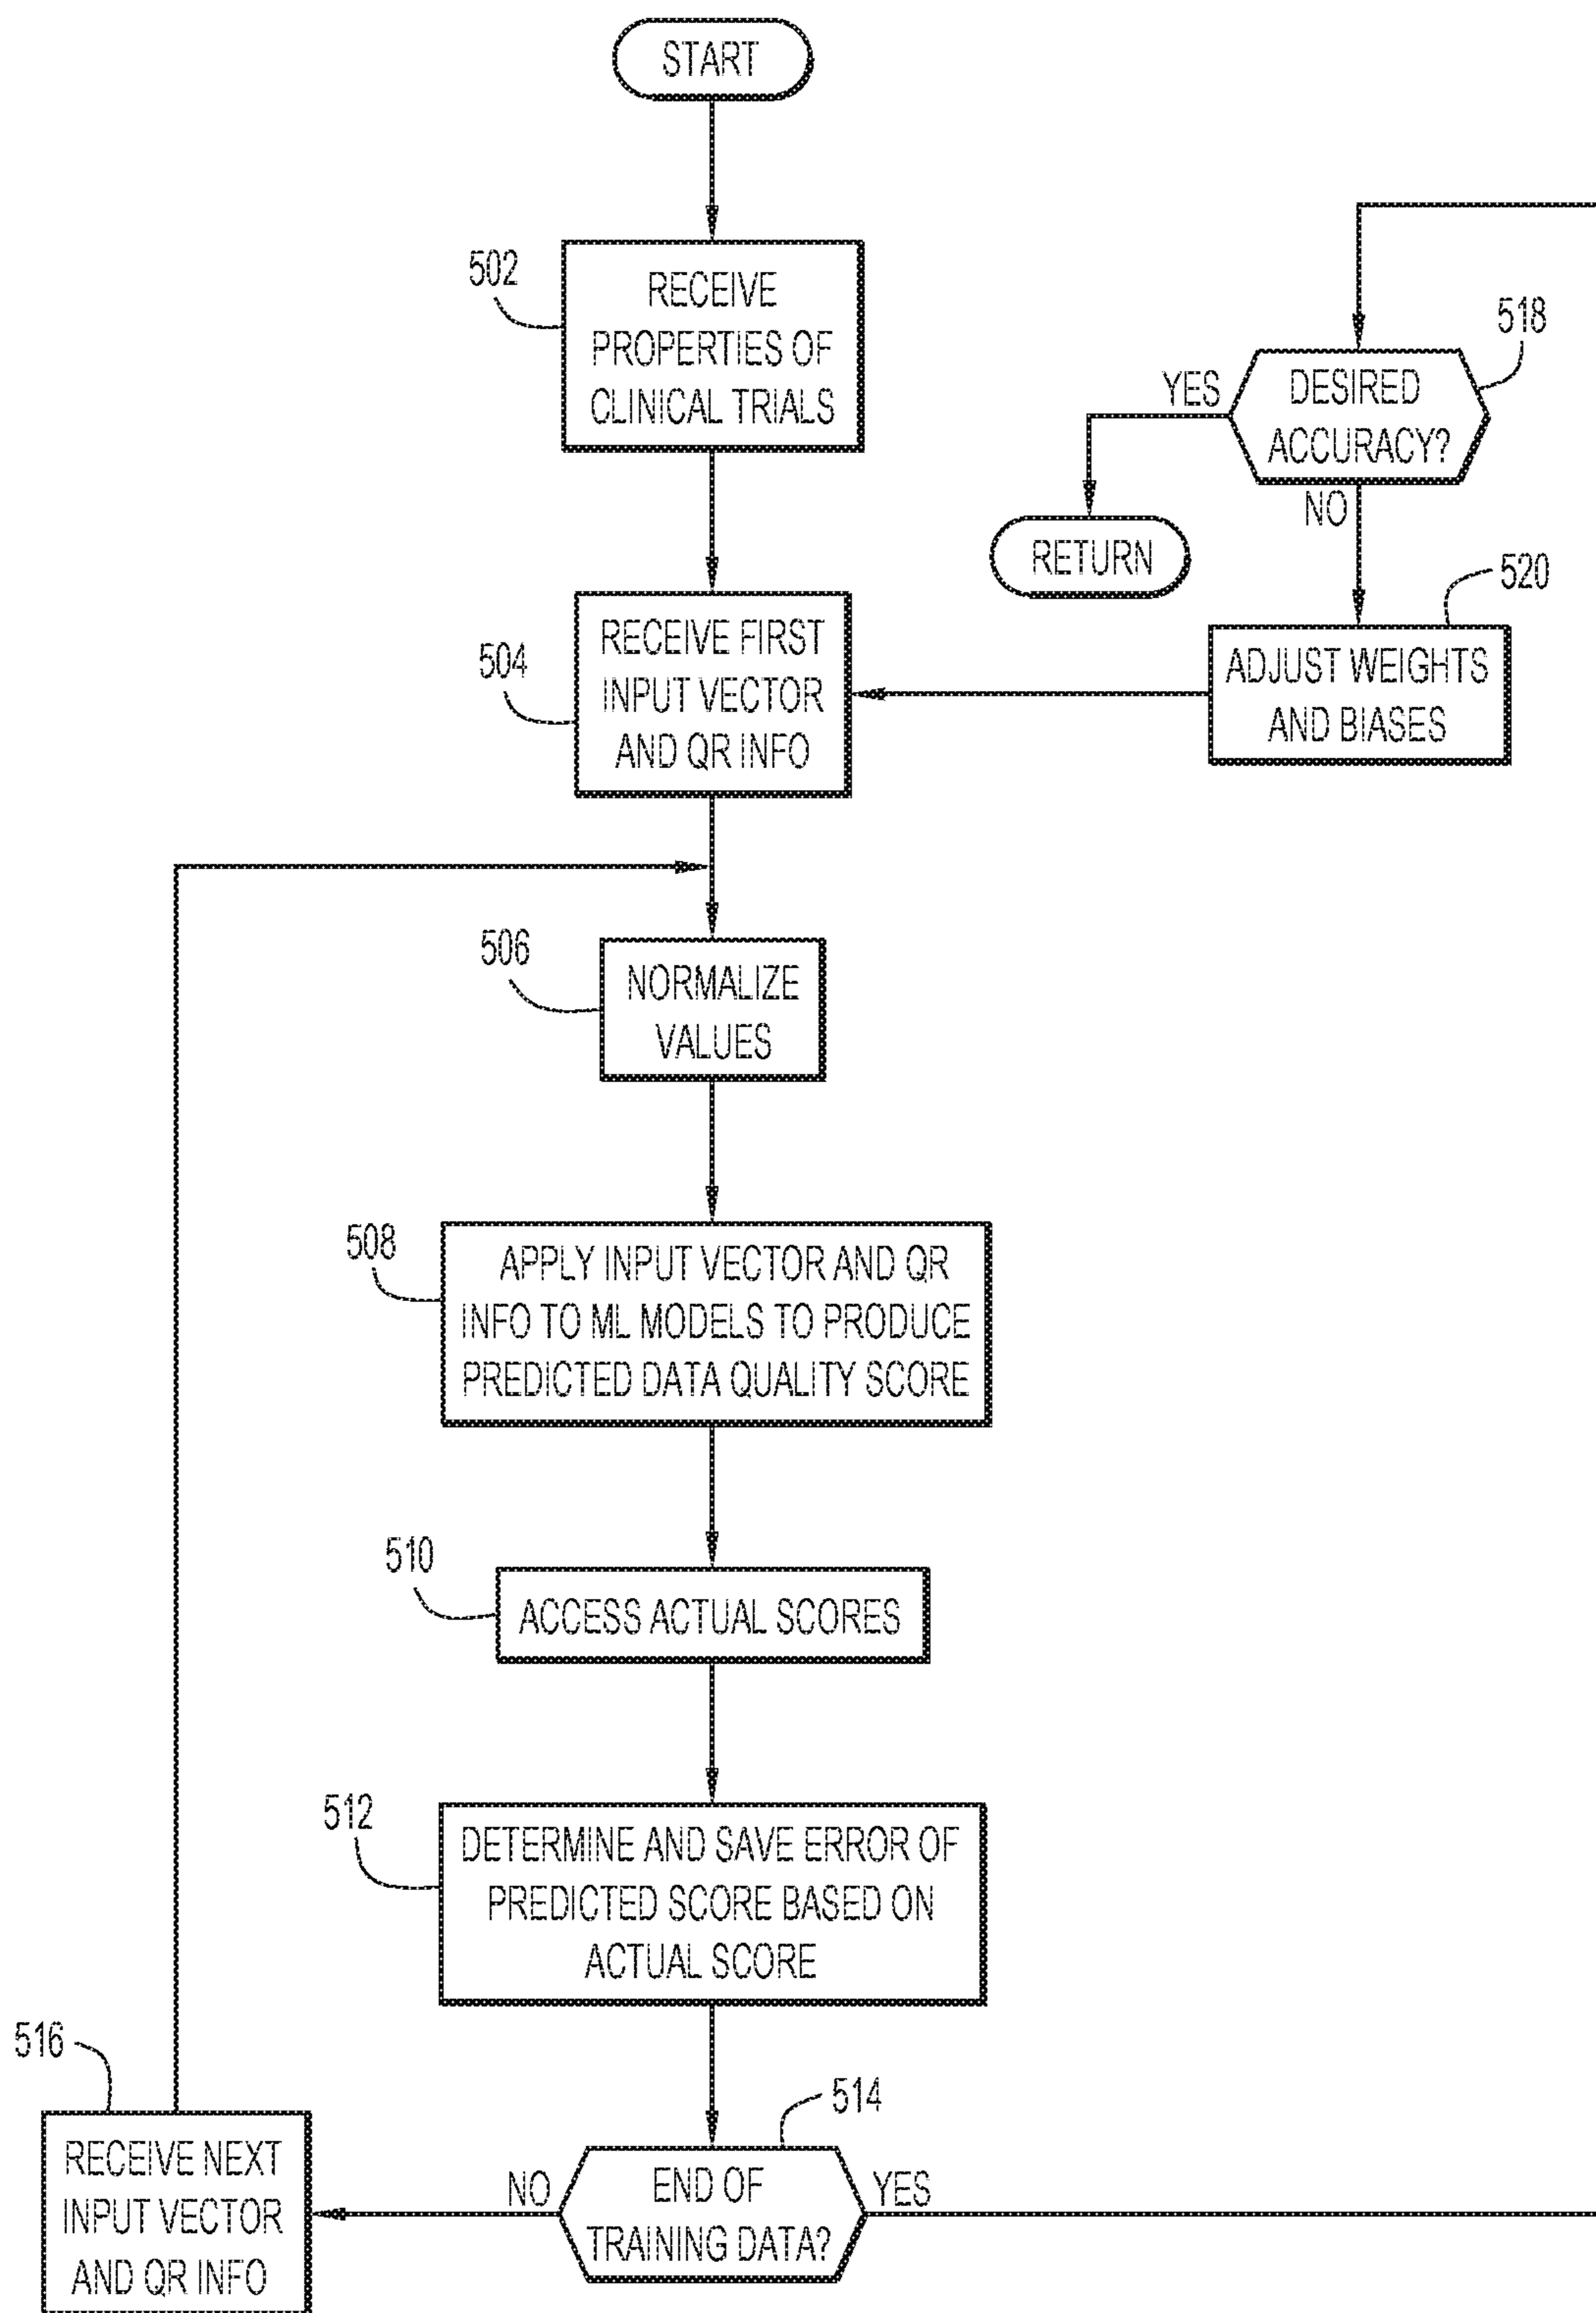 START
502
RECEIVE
PROPERTIES OF
CLINICAL TRIALS
518
YES
DESIRED
ACCURACY?
NO
RETURN
520
504
RECEIVE FIRST
INPUT VECTOR
AND QR INFO
ADJUST WEIGHTS
AND BIASES
506
NORMALIZE
VALUES
508
APPLY INPUT VECTOR AND QR
INFO TO ML MODELS TO PRODUCE
PREDICTED DATA QUALITY SCORE
510
ACCESS ACTUAL SCORES
512
DETERMINE AND SAVE ERROR OF
PREDICTED SCORE BASED ON
ACTUAL SCORE
516
514
RECEIVE NEXT
INPUT VECTOR
AND QR INFO
NO
END OF
TRAINING DATA?
YES